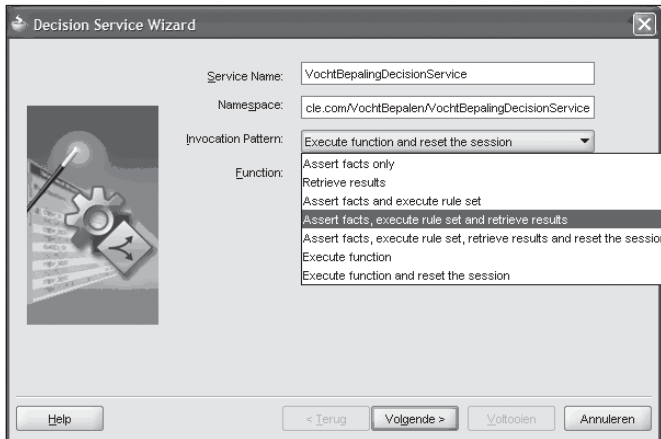 Decision Service Wizard
Service Name: VochtBepalingDecisionService
Namespace: cle.com/VochtBepalen/VochtBepalingDecisionService
Invocation Pattern: Execute function and reset the session
Function:
Assert facts only
Retrieve results
Assert facts and execute rule set
Assert facts, execute rule set and retrieve results
Assert facts, execute rule set, retrieve results and reset the sessio
Execute function
Execute function and reset the session
Help
< Terug
Volgende >
Voltooien
Annuleren